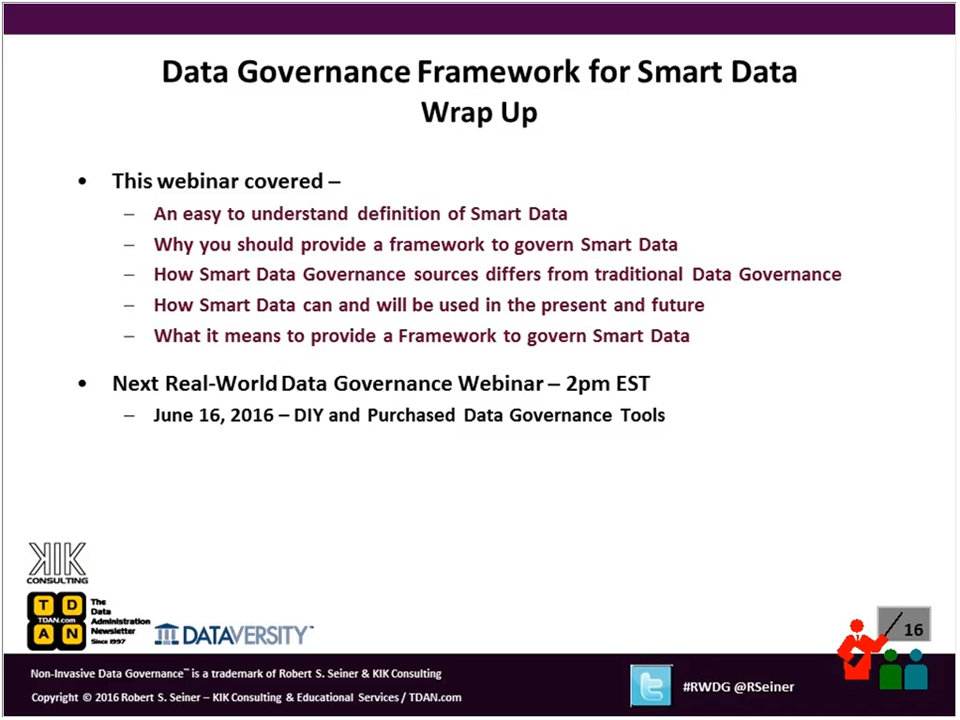 Data Governance Framework for Smart Data
Wrap Up
• This webinar covered –
– An easy to understand definition of Smart Data
– Why you should provide a framework to govern Smart Data
– How Smart Data Governance sources differs from traditional Data Governance
– How Smart Data can and will be used in the present and future
– What it means to provide a Framework to govern Smart Data
• Next Real-World Data Governance Webinar – 2pm EST
– June 16, 2016 – DIY and Purchased Data Governance Tools
KIK
CONSULTING
T D
TDAN.com
A N
The
Data
Administration
Newsletter
Since 1997
DATAVERSITY™
16
Non-Invasive Data Governance™ is a trademark of Robert S. Seiner & KIK Consulting
Copyright © 2016 Robert S. Seiner – KIK Consulting & Educational Services / TDAN.com
#RWDG @RSeiner